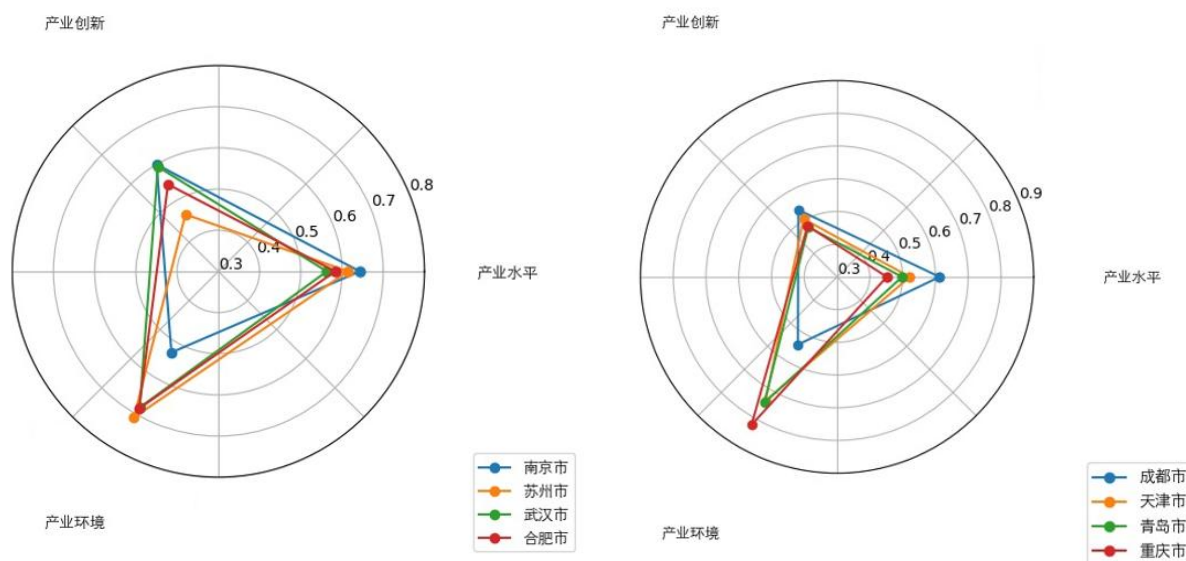 产业创新
0.8
0.7
0.6
0.5
0.4
0.3
产业水平
产业环境
南京市
苏州市
武汉市
合肥市
产业创新
0.9
0.8
0.7
0.6
0.5
0.4
0.3
产业水平
产业环境
成都市
天津市
青岛市
重庆市